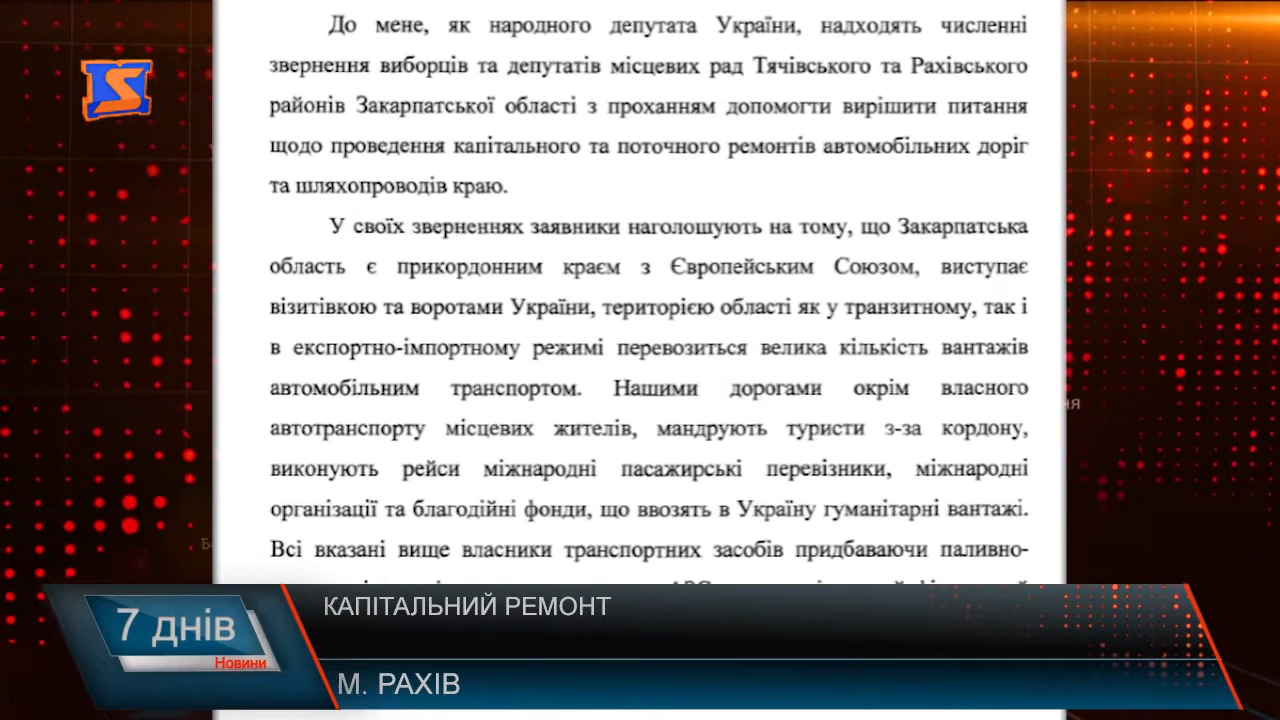 До мене, як народного депутата України, надходять численні
звернення виборців та депутатів місцевих рад Тячівського та Рахівського
районів Закарпатської області з проханням допомогти вирішити питання
щодо проведення капітального та поточного ремонтів автомобільних доріг
та шляхопроводів краю.
У своїх зверненнях заявники наголошують на тому, що Закарпатська
область є прикордонним краєм з Європейським Союзом, виступає
візитівкою та воротами України, територією області як у транзитному, так і
в експортно-імпортному режимі перевозиться велика кількість вантажів
автомобільним транспортом. Нашими дорогами окрім власного
автотранспорту місцевих жителів, мандрують туристи з-за кордону,
виконують рейси міжнародні пасажирські перевізники, міжнародні
організації та благодійні фонди, що ввозять в Україну гуманітарні вантажі.
Всі вказані вище власники транспортних засобів придбаваючи паливно-
КАПІТАЛЬНИЙ РЕМОНТ
7 днів
Новини
М. РАХІВ